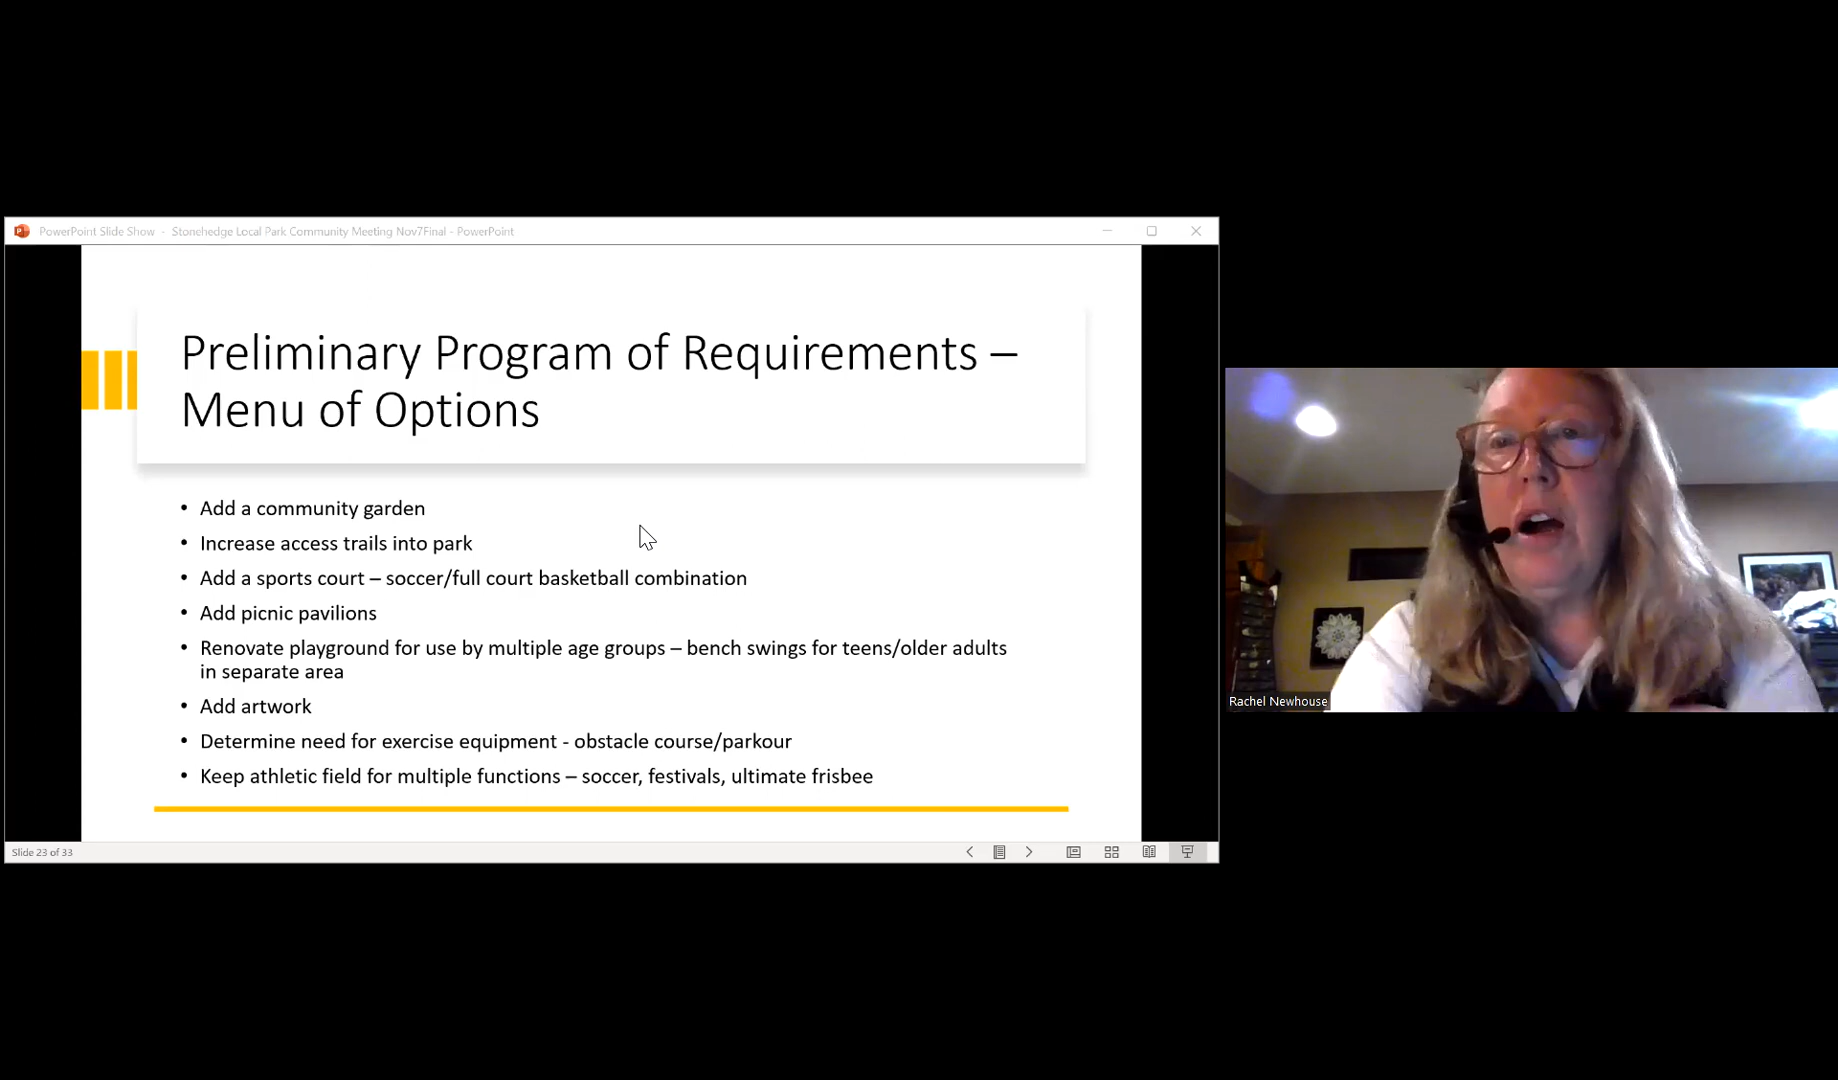 PowerPoint Slide Show - Stonehedge Local Park Community Meeting Nov7Final - PowerPoint
Preliminary Program of Requirements –
Menu of Options
• Add a community garden
• Increase access trails into park
• Add a sports court – soccer/full court basketball combination
• Add picnic pavilions
• Renovate playground for use by multiple age groups – bench swings for teens/older adults
in separate area
• Add artwork
• Determine need for exercise equipment - obstacle course/parkour
• Keep athletic field for multiple functions – soccer, festivals, ultimate frisbee
Slide 23 of 33
Rachel Newhouse